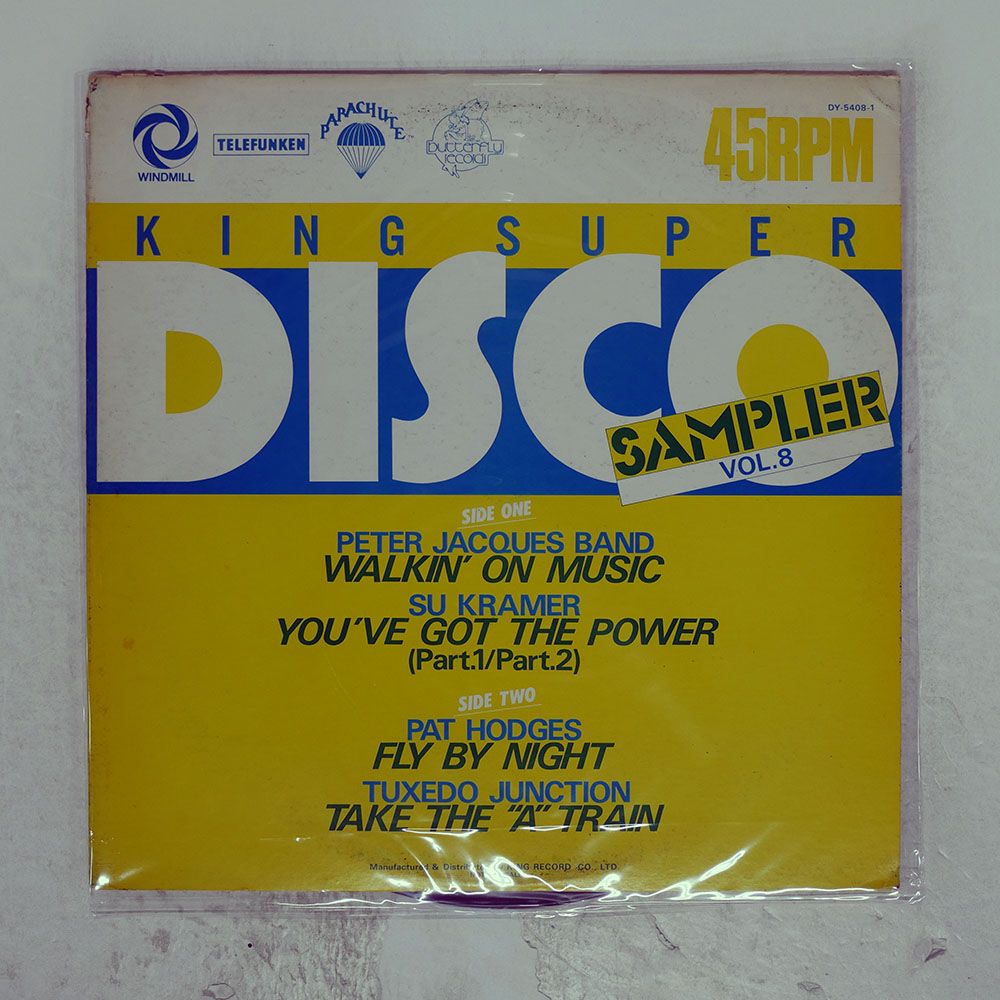 DY-5408-1
WINDMILL
TELEFUNKEN
PARACHUTE
butterfly
records
45RPM
KING SUPER
DISCO
SAMPLER
VOL.8
SIDE ONE
PETER JACQUES BAND
WALKIN' ON MUSIC
SU KRAMER
YOU'VE GOT THE POWER
(Part.1/Part.2)
SIDE TWO
PAT HODGES
FLY BY NIGHT
TUXEDO JUNCTION
TAKE THE "A" TRAIN
Manufactured & Distributed KING RECORD CO., LTD.